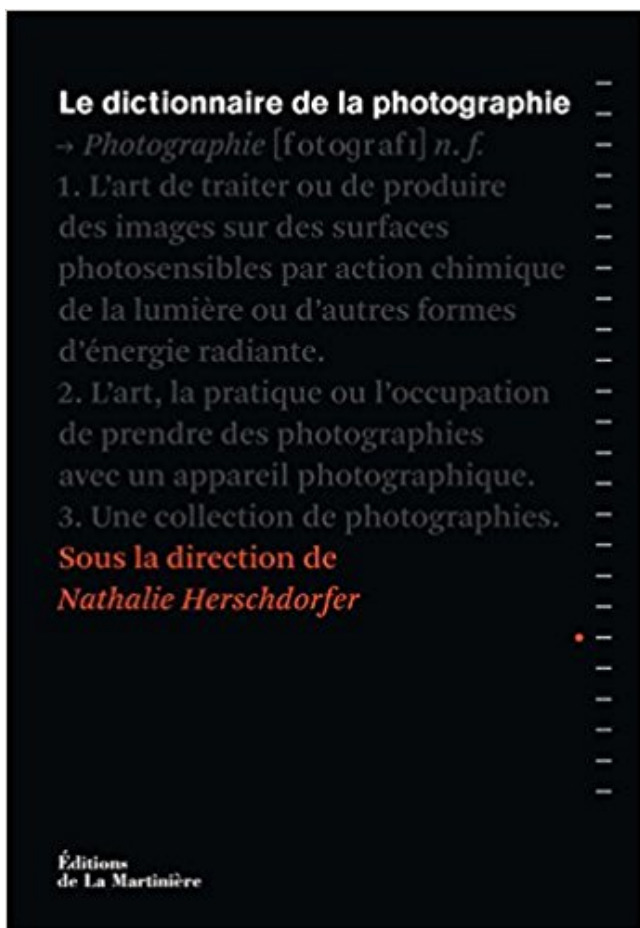 Le dictionnaire de la photographie
→ Photographie [fotografı] n. f.
1. L'art de traiter ou de produire
des images sur des surfaces
photosensibles par action chimique
de la lumière ou d'autres formes
d'énergie radiante.
2. L'art, la pratique ou l'occupation
de prendre des photographies
avec un appareil photographique.
3. Une collection de photographies.
Sous la direction de
Nathalie Herschdorfer
Éditions
de La Martinière